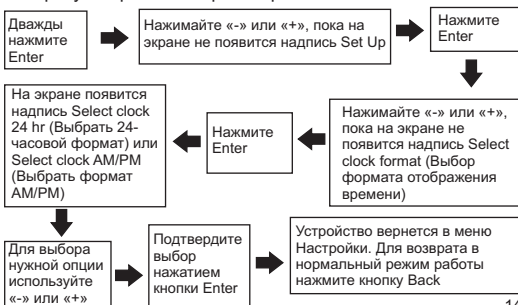 Дважды
нажмите
Enter
Нажимайте «-» или «+», пока на
экране не появится надпись Set Up
Нажмите
Enter
Нажимайте «-» или «+»,
пока на экране не
появится надпись Select
clock format (Выбор
формата отображения
времени)
Нажмите
Enter
На экране появится
надпись Select clock
24 hr (Выбрать 24-
часовой формат) или
Select clock AM/PM
(Выбрать формат
AM/PM)
Для выбора
нужной опции
используйте
«-» или «+»
Подтвердите
выбор
нажатием
кнопки Enter
Устройство вернется в меню
Настройки. Для возврата в
нормальный режим работы
нажмите кнопку Back